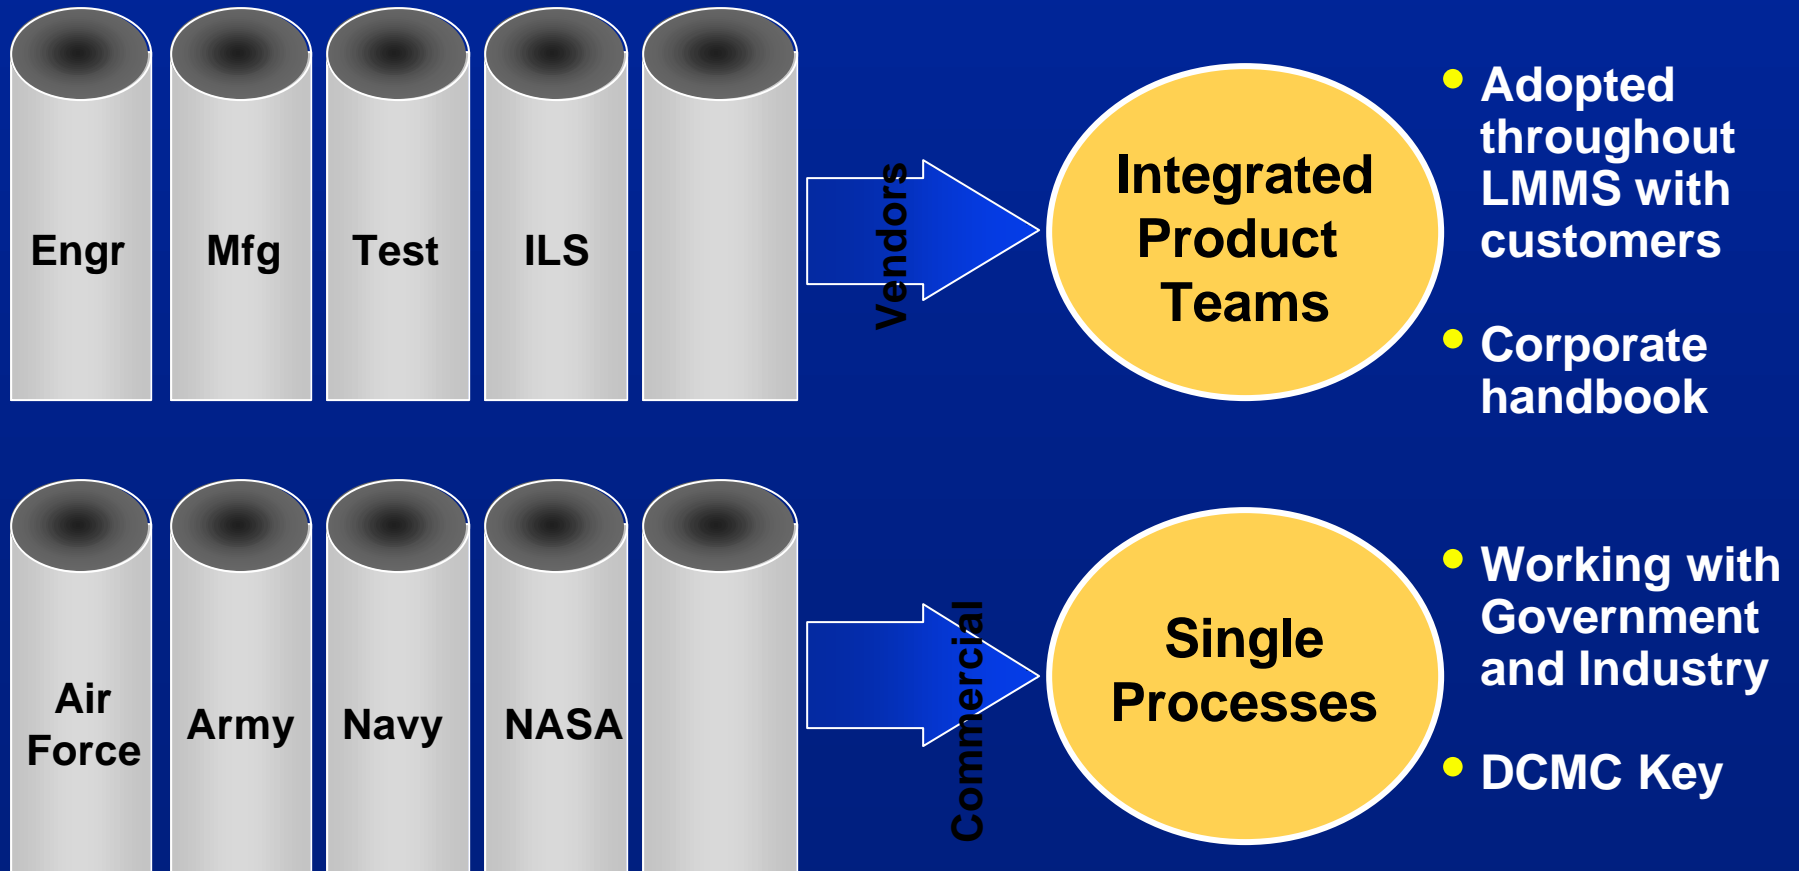 Engr
Mfg
Test
ILS
Vendors
Integrated
Product
Teams
• Adopted
throughout
LMMS with
customers
• Corporate
handbook
Air
Force
Army
Navy
NASA
Commercial
Single
Processes
• Working with
Government
and Industry
• DCMC Key